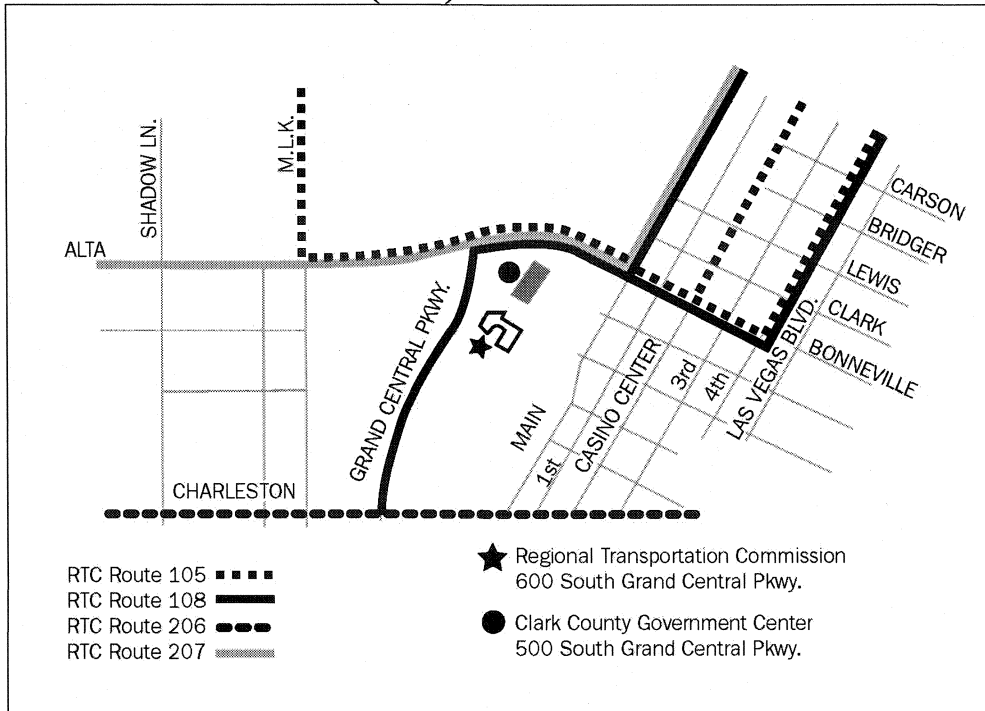 SHADOW LN.
M.L.K.
ALTA
CARSON
BRIDGER
LEWIS
CLARK
BONNEVILLE
GRAND CENTRAL PKWY.
MAIN
1st
CASINO CENTER
3rd
4th
LAS VEGAS BLVD.
CHARLESTON
RTC Route 105
RTC Route 108
RTC Route 206
RTC Route 207
Regional Transportation Commission
600 South Grand Central Pkwy.
Clark County Government Center
500 South Grand Central Pkwy.